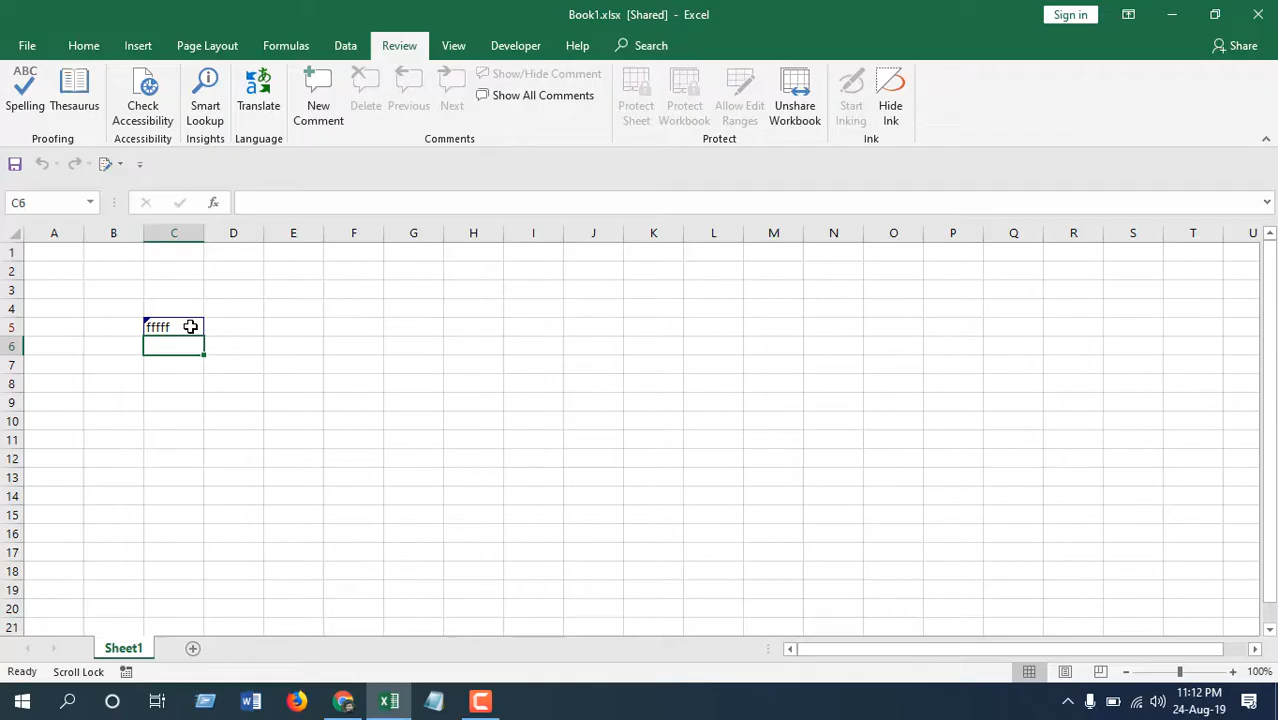 Book1.xlsx [Shared] - Excel
Sign in
File Home Insert Page Layout Formulas Data Review View Developer Help Search Share
ABC
Spelling Thesaurus
Proofing
Check Accessibility
Accessibility
Smart Lookup
Insights
Translate
Language
New Comment
Delete Previous Next
Show/Hide Comment
Show All Comments
Comments
Protect Sheet
Protect Workbook
Allow Edit Ranges
Unshare Workbook
Protect
Start Inking
Hide Ink
Ink
C6
fx
A B C D E F G H I J K L M N O P Q R S T U
1
2
3
4
5 fffff
6
7
8
9
10
11
12
13
14
15
16
17
18
19
20
21
Sheet1
Ready Scroll Lock 100%
11:12 PM
24-Aug-19